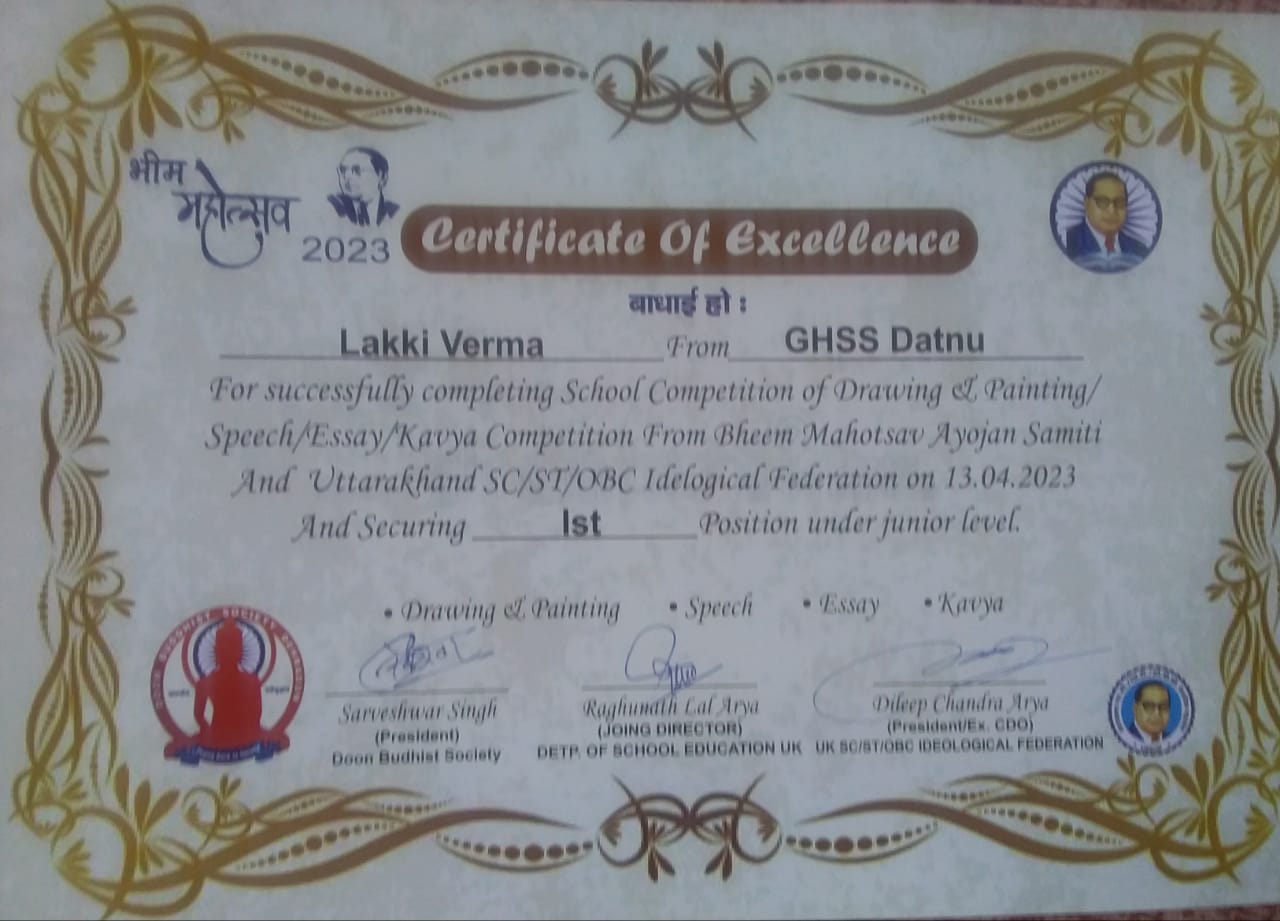 भीम
महोत्सव
2023
Certificate Of Excellence
बाधाई हो :
Lakki Verma From GHSS Datnu
For successfully completing School Competition of Drawing & Painting/
Speech/Essay/Kavya Competition From Bheem Mahotsav Ayojan Samiti
And Uttarakhand SC/ST/OBC Idelogical Federation on 13.04.2023
And Securing Ist Position under junior level.
• Drawing & Painting • Speech • Essay • Kavya
DOON BUDDHIST SOCIETY DEHRADUN
Sarveshwar Singh
(President)
Doon Budhist Society
Raghunath Lal Arya
(JOING DIRECTOR)
DETP. OF SCHOOL EDUCATION UK
Dileep Chandra Arya
(President/Ex. CDO)
UK SC/ST/OBC IDEOLOGICAL FEDERATION